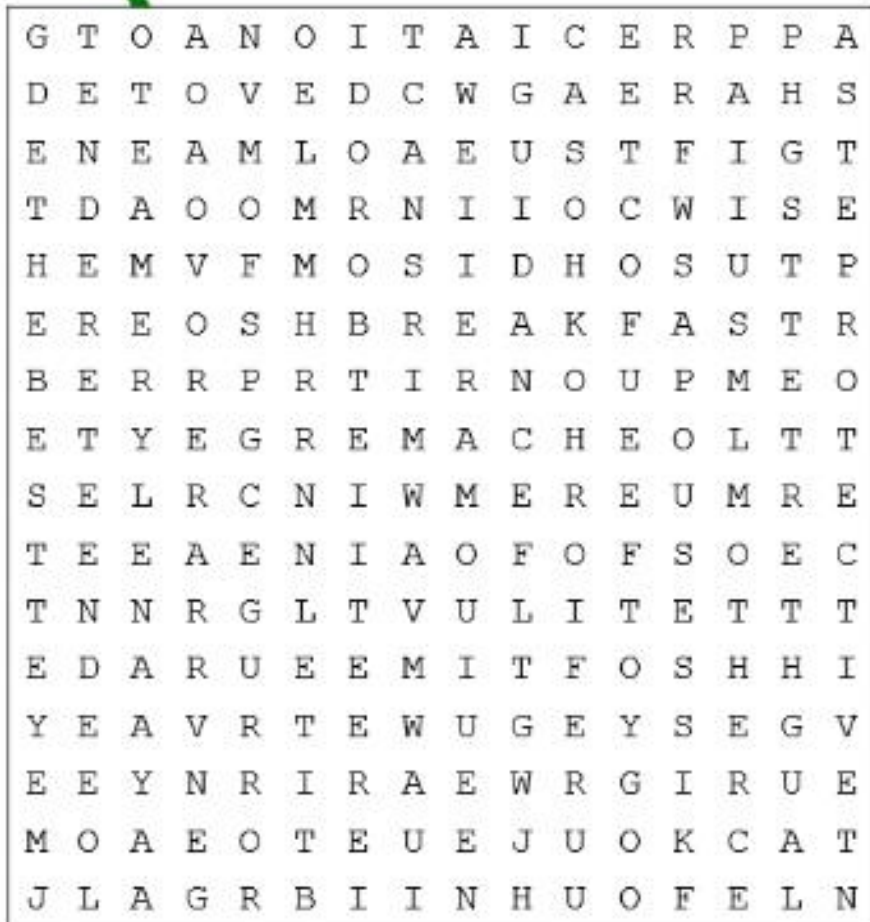 G T O A N O I T A I C E R P P A
D E T O V E D C W G A E R A H S
E N E A M L O A E U S T F I G T
T D A O O M R N I I O C W I S E
H E M V F M O S I D H O S U T P
E R E O S H B R E A K F A S T R
B E R R P R T I R N O U P M E O
E T Y E G R E M A C H E O L T T
S E L R C N I W M E R E U M R E
T E E A E N I A O F O F S O E C
T N N R G L T V U L I T E T T T
E D A R U E E M I T F O S H H I
Y E A V R T E W U G E Y S E G V
E E Y N R I R A E W R G I R U E
M O A E O T E U E J U O K C A T
J L A G R B I I N H U O F E L N